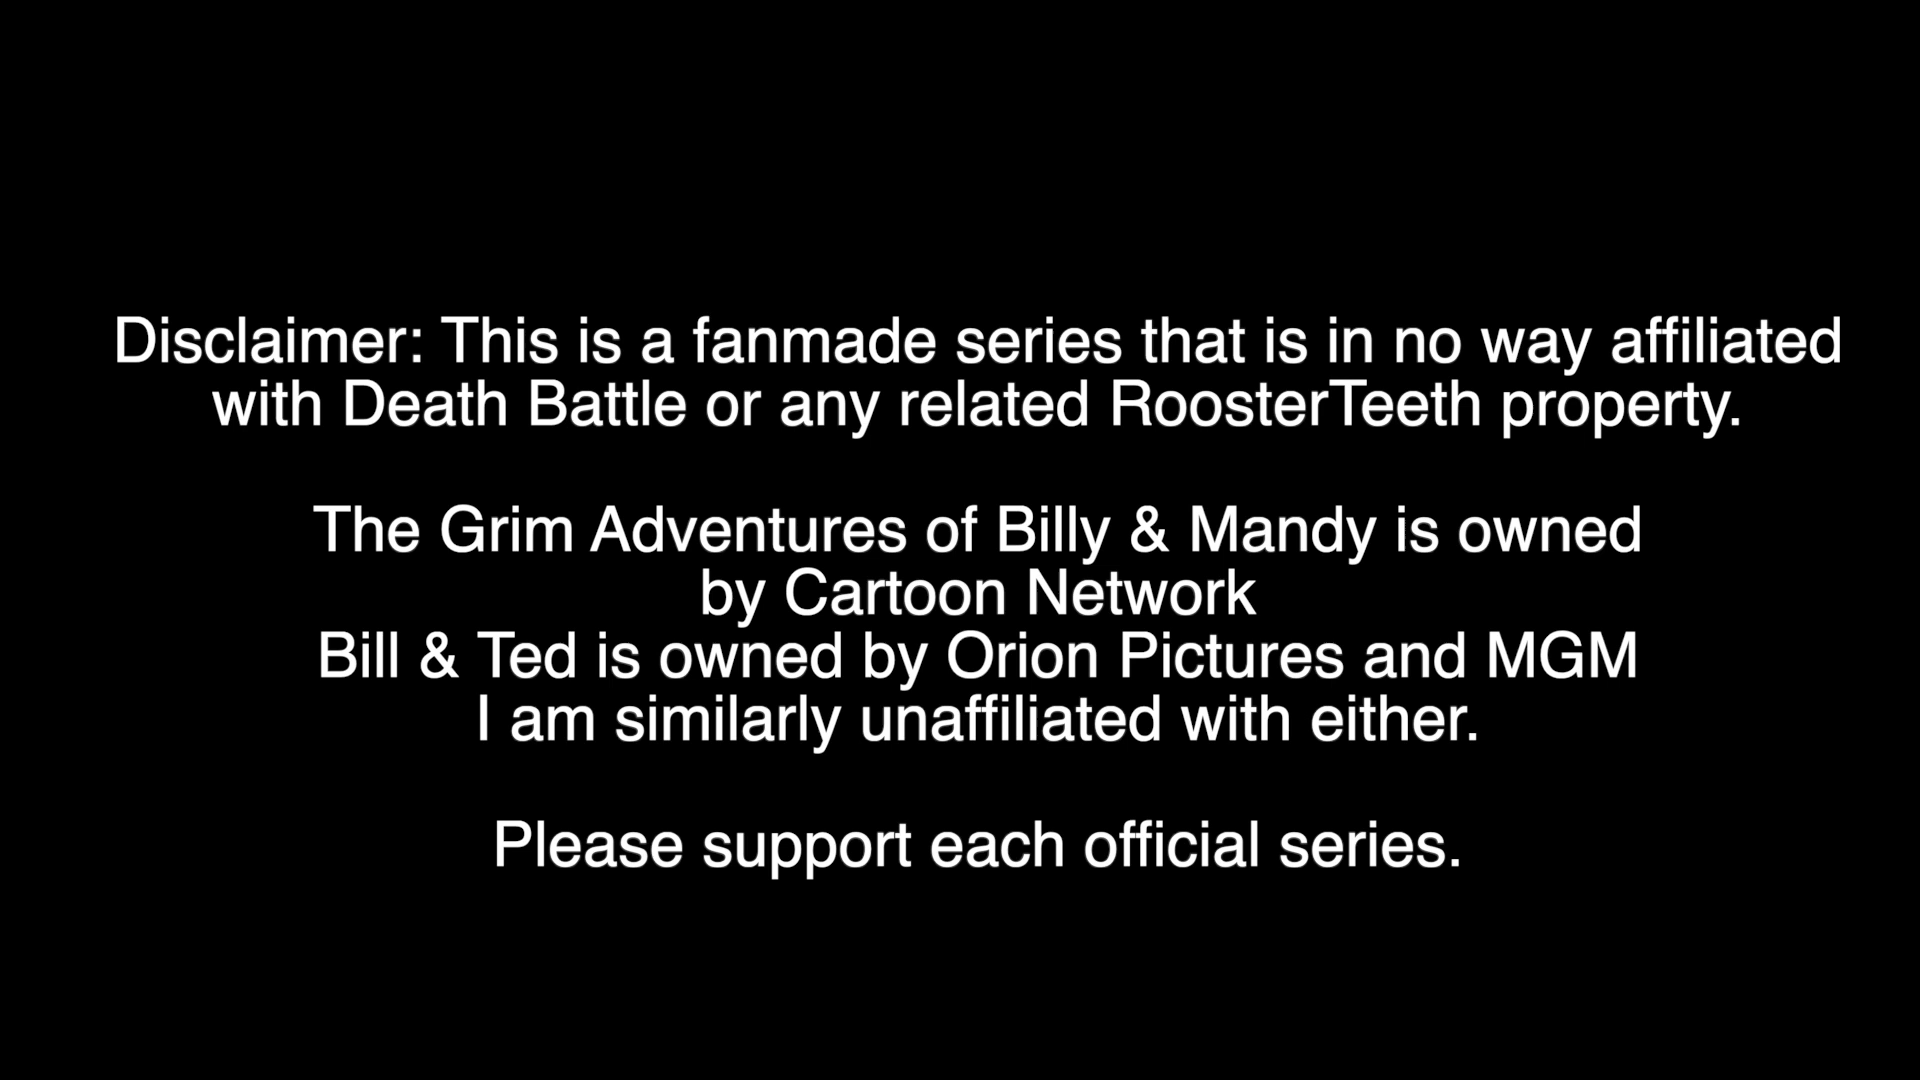 Disclaimer: This is a fanmade series that is in no way affiliated
with Death Battle or any related RoosterTeeth property.
The Grim Adventures of Billy & Mandy is owned
by Cartoon Network
Bill & Ted is owned by Orion Pictures and MGM
I am similarly unaffiliated with either.
Please support each official series.